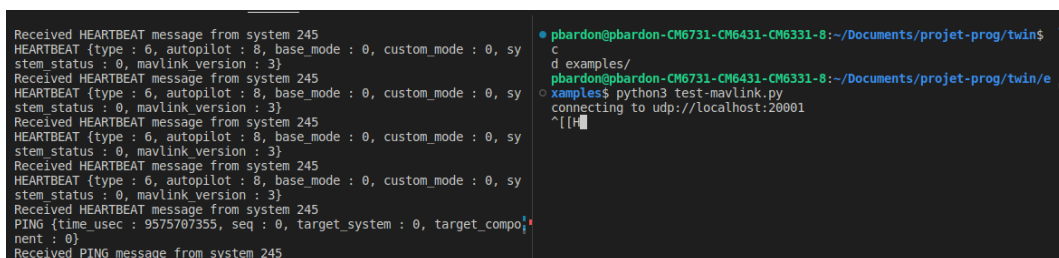 Received HEARTBEAT message from system 245
HEARTBEAT {type : 6, autopilot : 8, base_mode : 0, custom_mode : 0, sy
stem_status : 0, mavlink_version : 3}
Received HEARTBEAT message from system 245
HEARTBEAT {type : 6, autopilot : 8, base_mode : 0, custom_mode : 0, sy
stem_status : 0, mavlink_version : 3}
Received HEARTBEAT message from system 245
HEARTBEAT {type : 6, autopilot : 8, base_mode : 0, custom_mode : 0, sy
stem_status : 0, mavlink_version : 3}
Received HEARTBEAT message from system 245
HEARTBEAT {type : 6, autopilot : 8, base_mode : 0, custom_mode : 0, sy
stem_status : 0, mavlink_version : 3}
Received HEARTBEAT message from system 245
PING {time_usec : 9575707355, seq : 0, target_system : 0, target_compo
nent : 0}
Received PING message from system 245
pbardon@pbardon-CM6731-CM6431-CM6331-8:~/Documents/projet-prog/twin$
c
d examples/
pbardon@pbardon-CM6731-CM6431-CM6331-8:~/Documents/projet-prog/twin/e
xamples$ python3 test-mavlink.py
connecting to udp://localhost:20001
^[[H